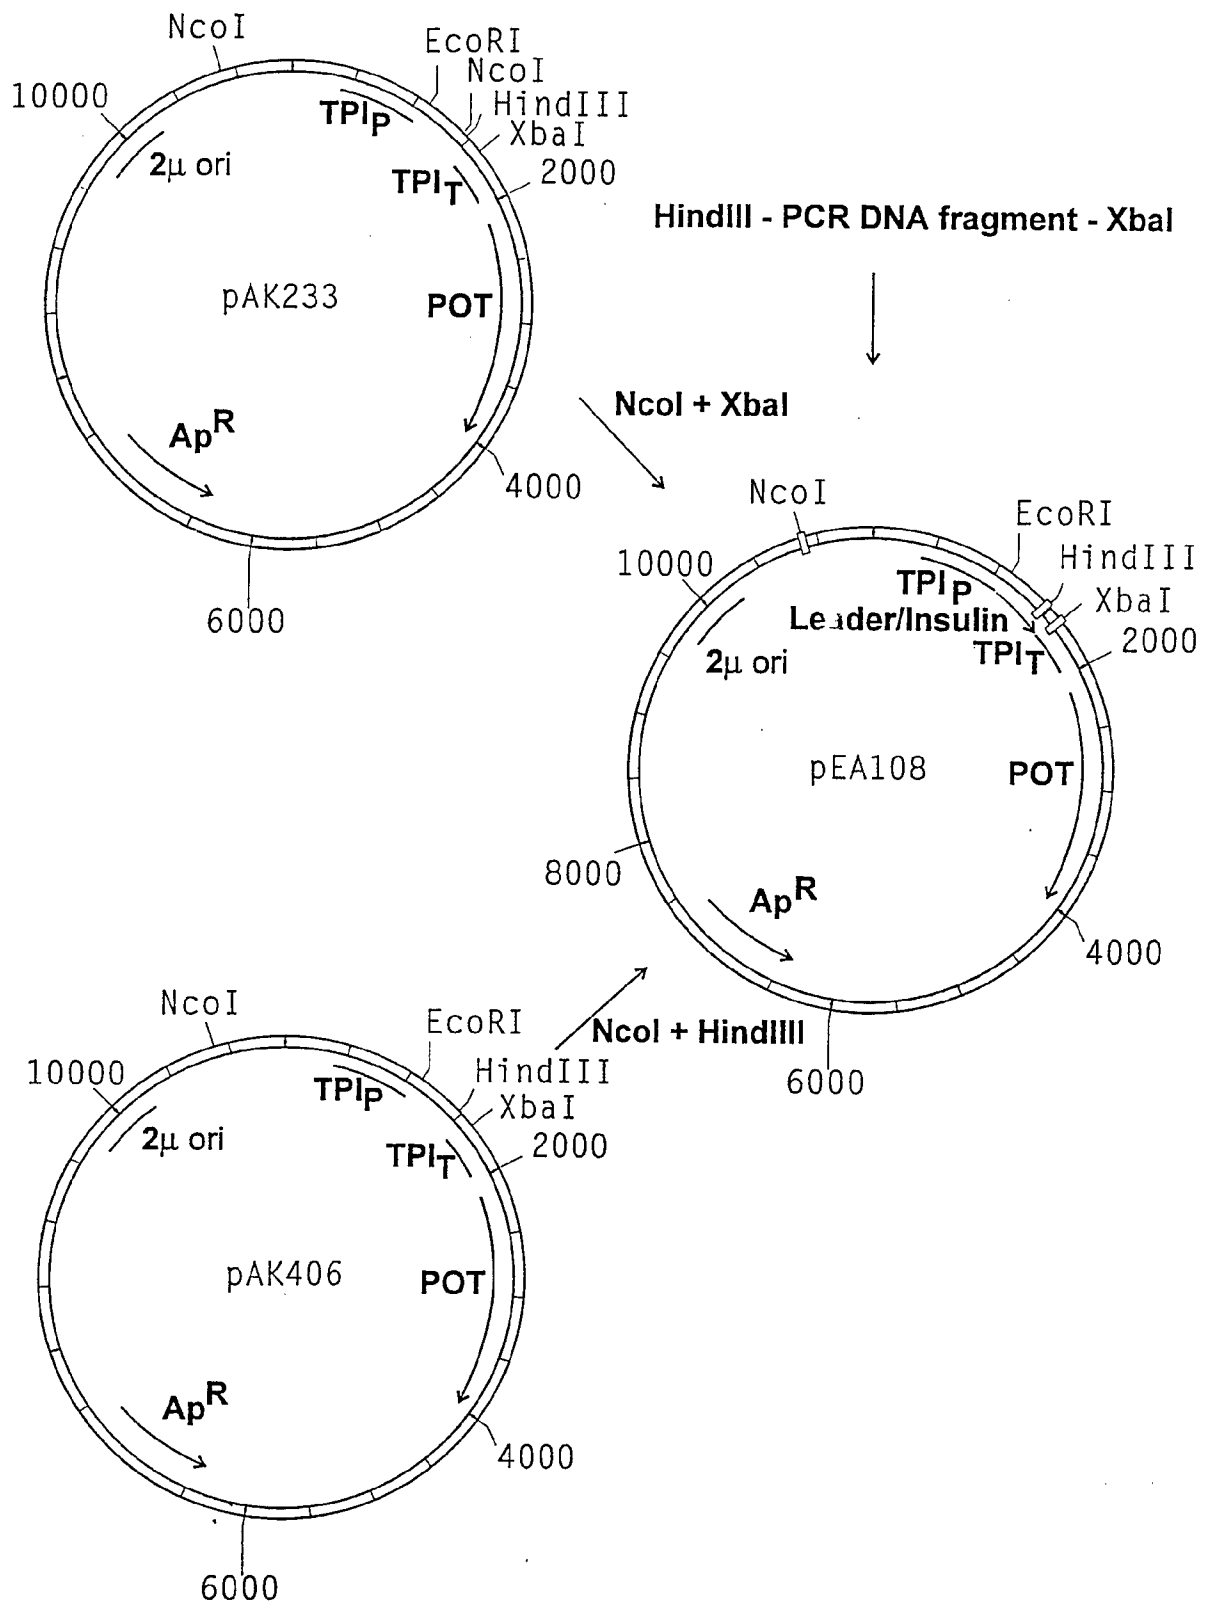 NcoI
EcoRI
NcoI
HindIII
XbaI
10000
TPIP
2μ ori
TPIT
2000
pAK233
POT
ApR
4000
6000
HindIII - PCR DNA fragment - XbaI
NcoI + XbaI
NcoI
EcoRI
HindIII
XbaI
10000
TPIP
Leader/Insulin
TPIT
2000
2μ ori
pEA108
POT
8000
ApR
4000
6000
NcoI + HindIIII
NcoI
EcoRI
HindIII
XbaI
10000
TPIP
2μ ori
TPIT
2000
pAK406
POT
ApR
4000
6000